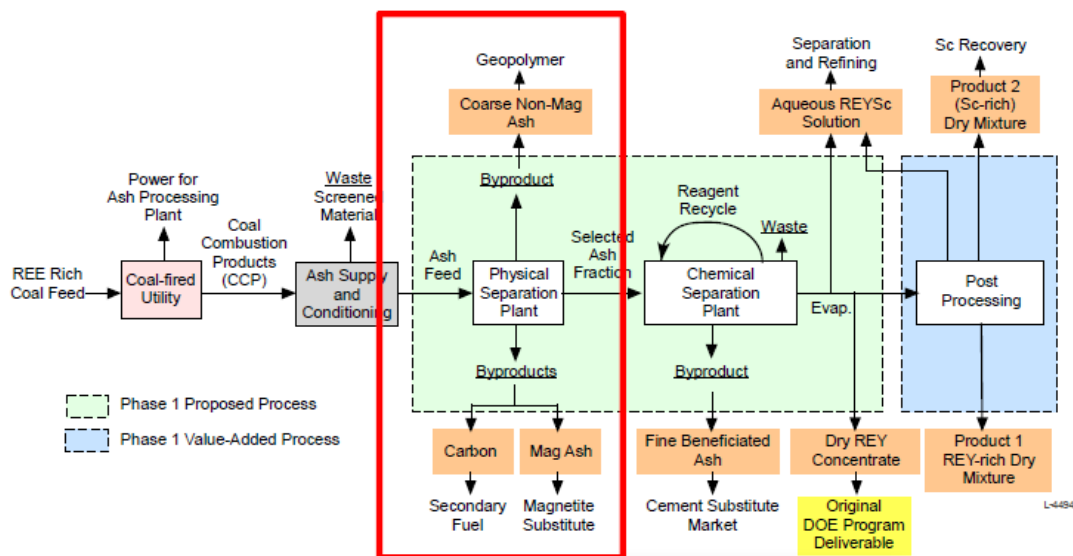 Geopolymer
Coarse Non-Mag
Ash
Separation
and Refining
Aqueous REYSc
Solution
Sc Recovery
Product 2
(Sc-rich)
Dry Mixture
Power for
Ash Processing
Plant
Waste
Screened
Material
Byproduct
Reagent
Recycle
Waste
Coal
Combustion
Products
(CCP)
REE Rich
Coal Feed
Coal-fired
Utility
Ash Supply
and
Conditioning
Ash
Feed
Physical
Separation
Plant
Selected
Ash
Fraction
Chemical
Separation
Plant
Evap.
Post
Processing
Byproducts
Byproduct
Phase 1 Proposed Process
Phase 1 Value-Added Process
Carbon
Mag Ash
Fine Beneficiated
Ash
Dry REY
Concentrate
Product 1
REY-rich Dry
Mixture
Secondary
Fuel
Magnetite
Substitute
Cement Substitute
Market
Original
DOE Program
Deliverable
L-4494